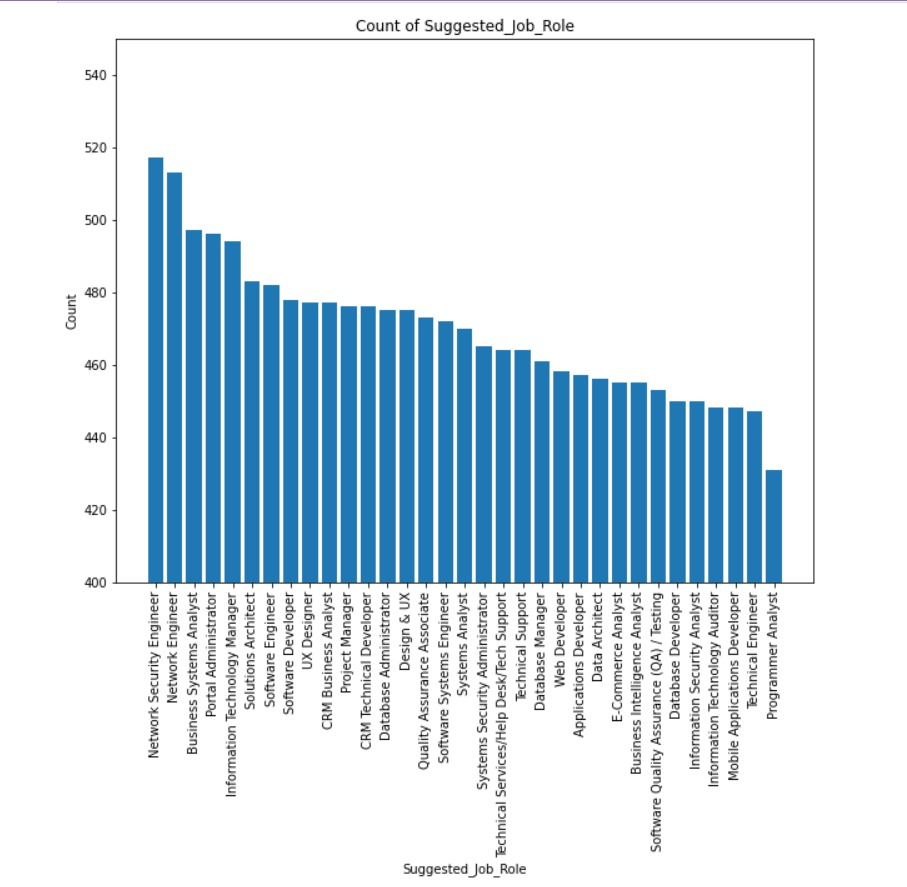 Count of Suggested_Job_Role
540
520
500
480
460
440
420
400
Count
Network Security Engineer
Network Engineer
Business Systems Analyst
Portal Administrator
Information Technology Manager
Solutions Architect
Software Engineer
Software Developer
UX Designer
CRM Business Analyst
Project Manager
CRM Technical Developer
Database Administrator
Design & UX
Quality Assurance Associate
Software Systems Engineer
Systems Analyst
Systems Security Administrator
Technical Services/Help Desk/Tech Support
Technical Support
Database Manager
Web Developer
Applications Developer
Data Architect
E-Commerce Analyst
Business Intelligence Analyst
Software Quality Assurance (QA) / Testing
Database Developer
Information Security Analyst
Information Technology Auditor
Mobile Applications Developer
Technical Engineer
Programmer Analyst
Suggested_Job_Role